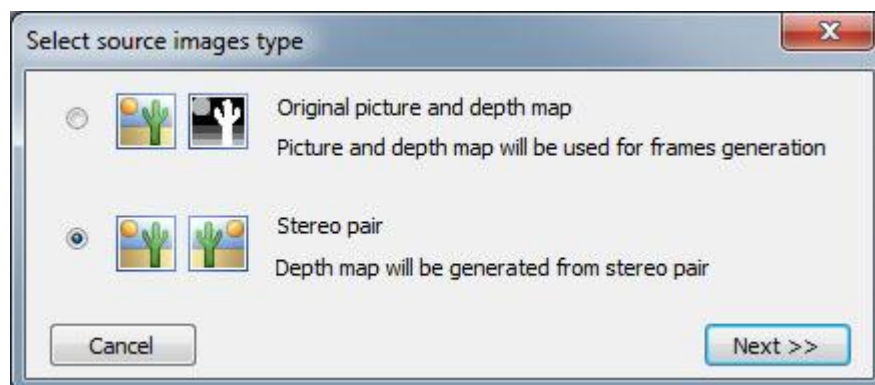 Select source images type
Original picture and depth map
Picture and depth map will be used for frames generation
Stereo pair
Depth map will be generated from stereo pair
Cancel
Next >>